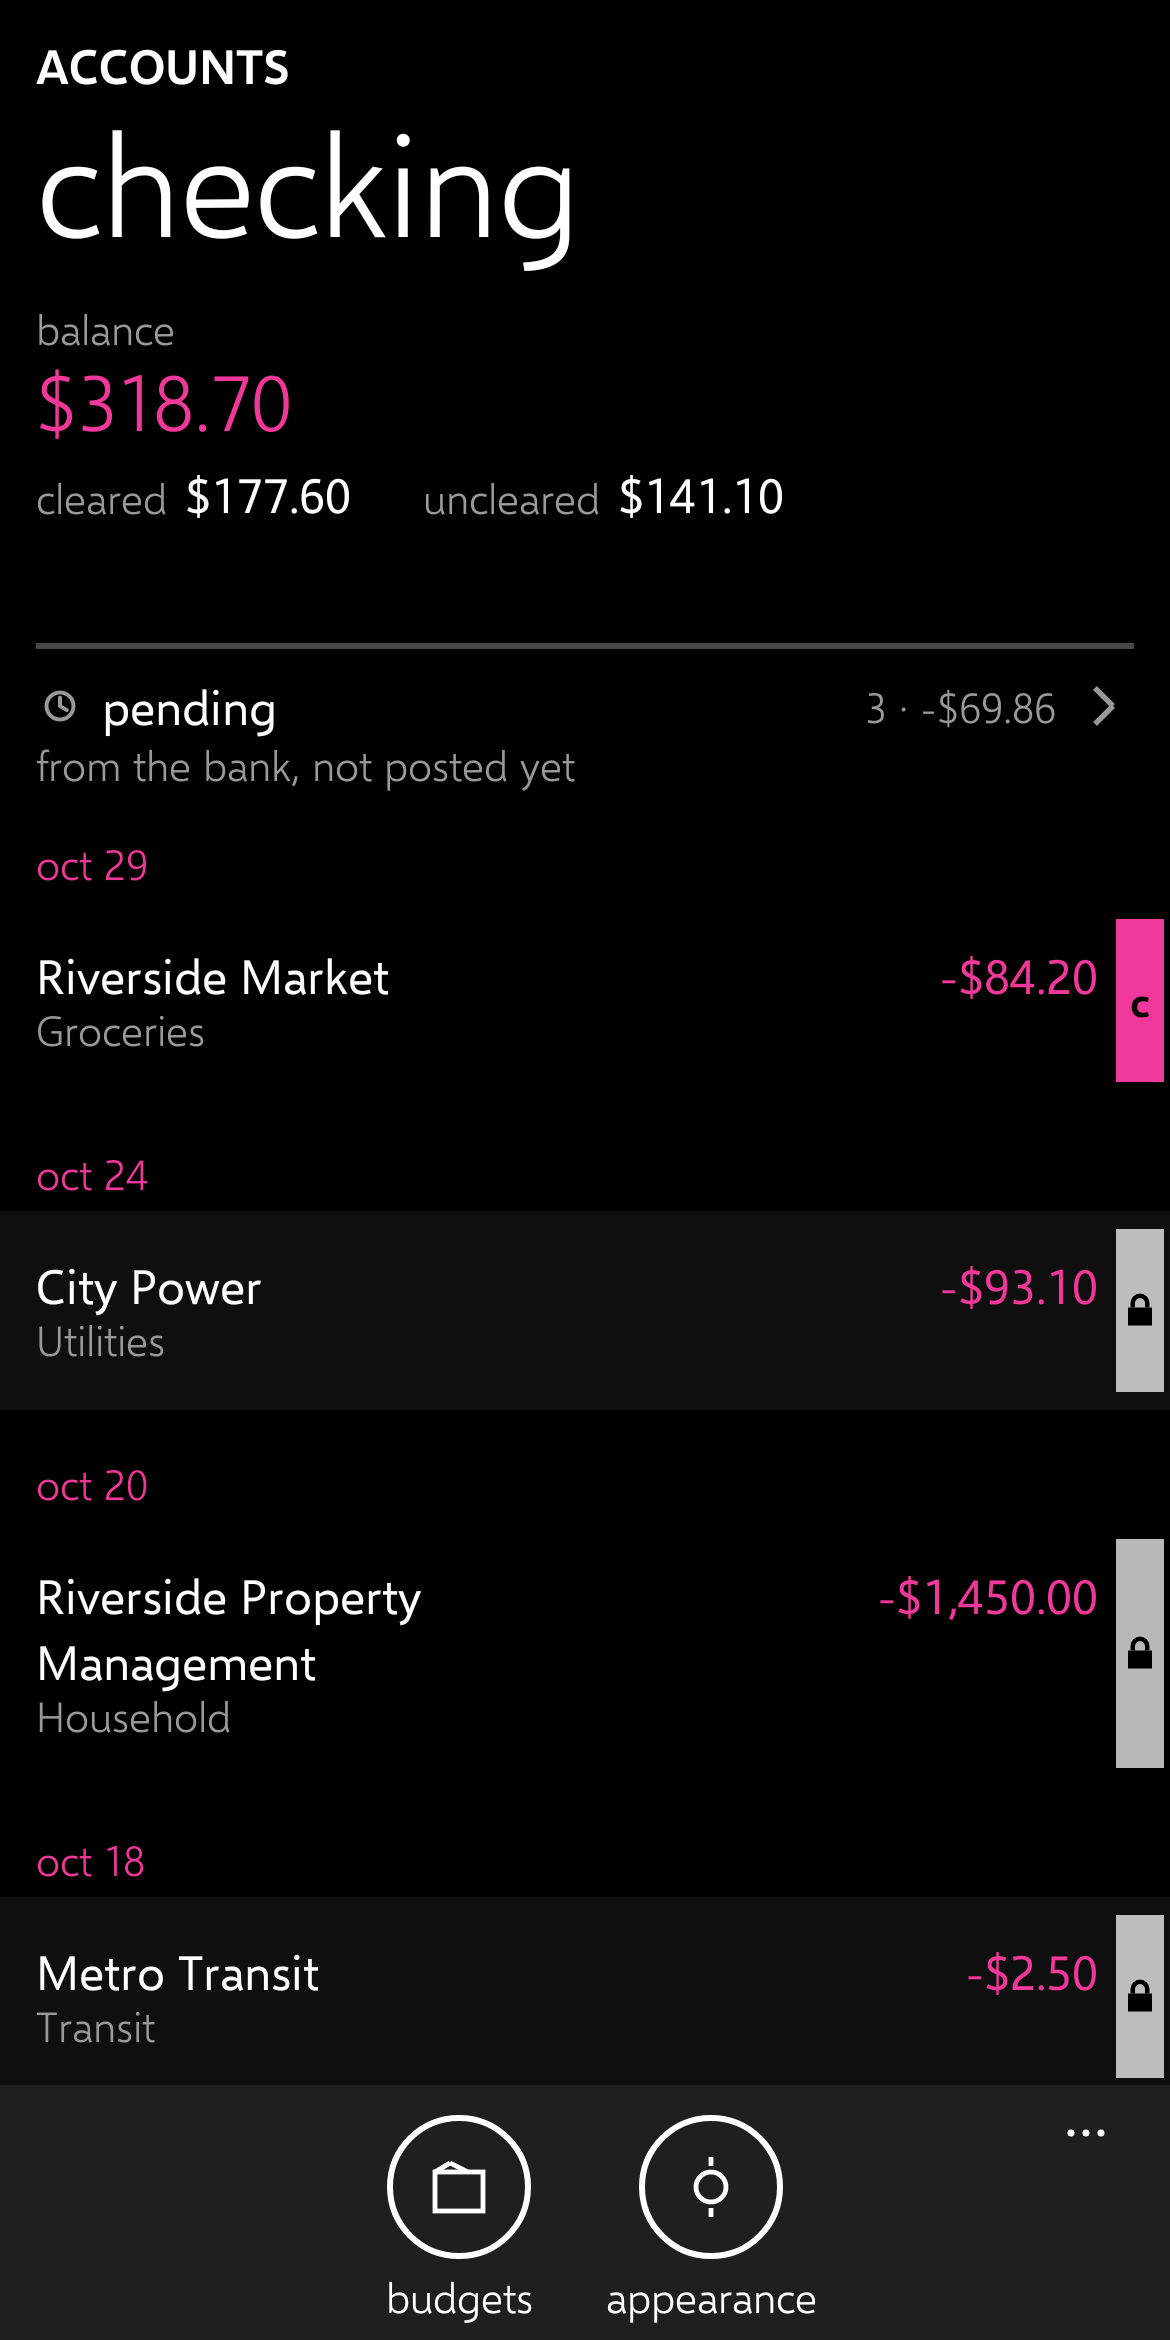 ACCOUNTS
checking
balance
$318.70
cleared $177.60 uncleared $141.10
pending 3 · -$69.86
from the bank, not posted yet
oct 29
Riverside Market -$84.20
C
Groceries
oct 24
City Power -$93.10
Utilities
oct 20
Riverside Property -$1,450.00
Management
Household
oct 18
Metro Transit -$2.50
Transit
budgets appearance